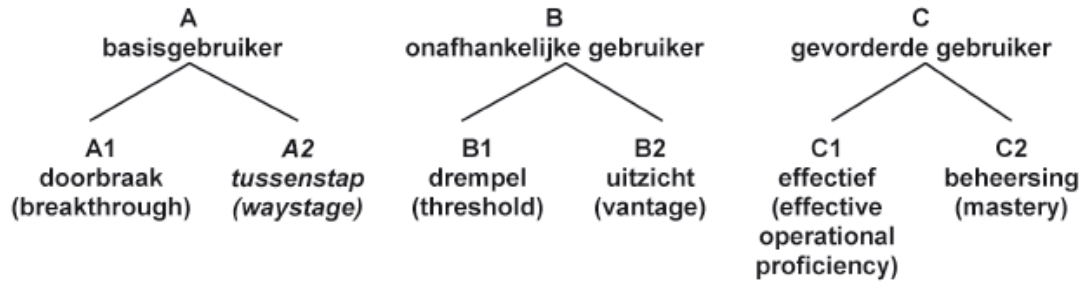 A
basisgebruiker
B
onafhankelijke gebruiker
C
gevorderde gebruiker
A1
doorbraak
(breakthrough)
A2
tussenstap
(waystage)
B1
drempel
(threshold)
B2
uitzicht
(vantage)
C1
effectief
(effective
operational
proficiency)
C2
beheersing
(mastery)